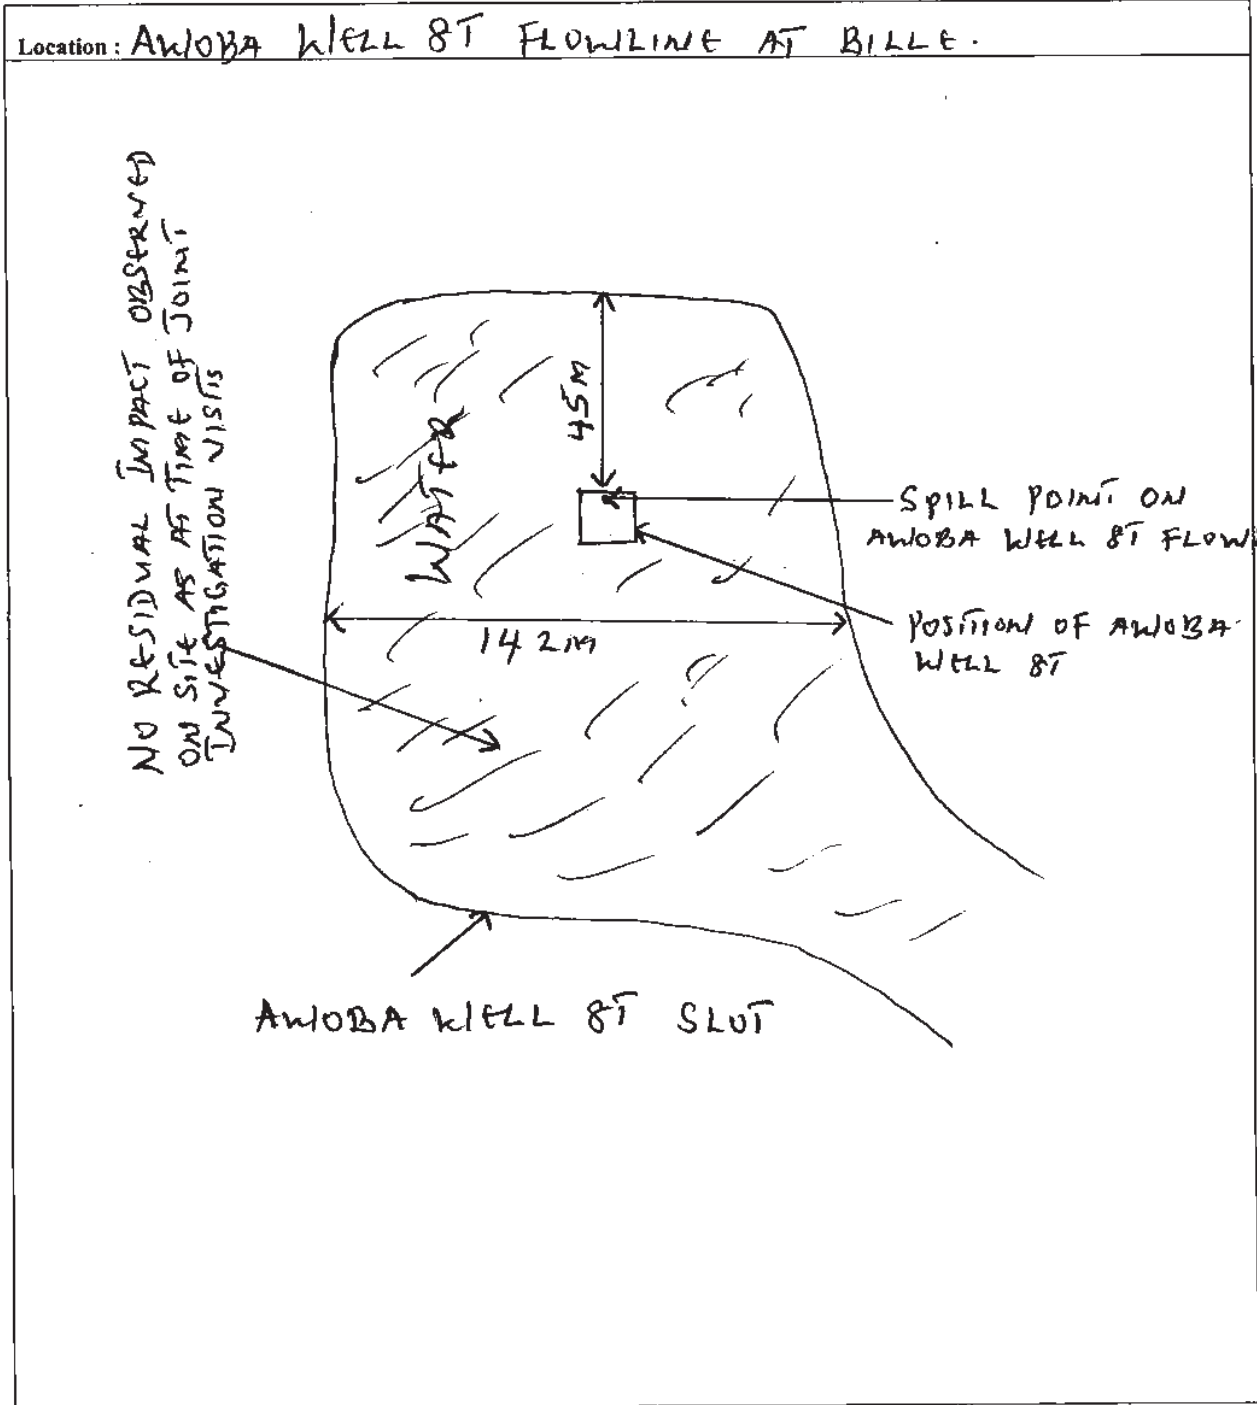 Location : AWOBA WELL 8T FLOWLINE AT BILLE.
NO RESIDUAL IMPACT OBSERVED
ON SITE AS AT TIME OF JOINT
INVESTIGATION VISTIS
45M
WATER
SPILL POINT ON
AWOBA WELL 8T FLOW
142M
POSITION OF AWOBA
WELL 8T
AWOBA WELL 8T SLOT